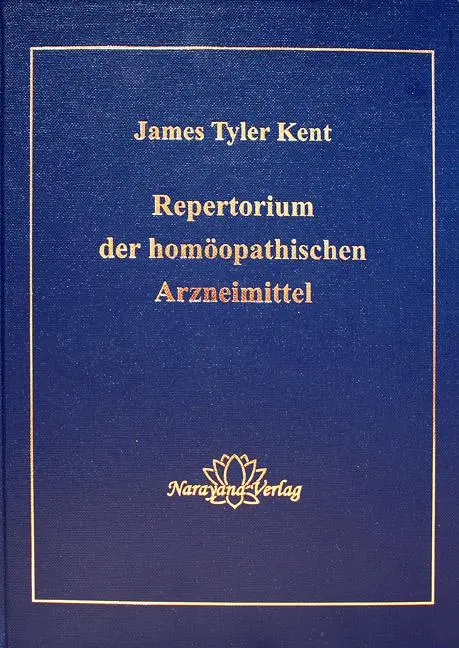 James Tyler Kent
Repertorium
der homöopathischen
Arzneimittel
Narayana Verlag